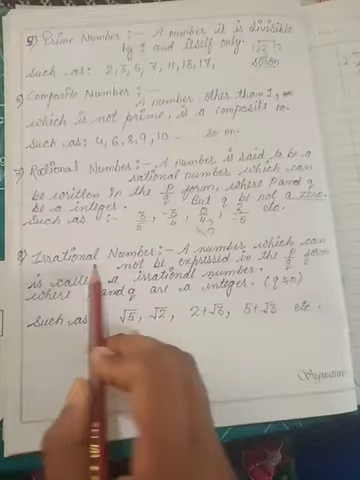 5) Prime Number :- A number it is divisible
by 1 and itself only.
Such as: 2, 3, 5, 7, 11, 13, 17, so on
6) Composite Number :-
A number other than 1,
which is not prime, is a composite no.
Such as: 4, 6, 8, 9, 10 - so on.
7) Rational Number :- A number is said to be a
rational number, which can
be written in the p/q form, where p and q
be a integer, but q be not a zero.
Such as :- 3/5, -3/4, 0/4, 2/-5 etc.
8) Irrational Number :- A number, which can
not be expressed in the p/q form
is called a irrational number.
where and q are a integer. (q≠0)
Such as √5, √2, 2+√3, 5+√3 etc.
Signature